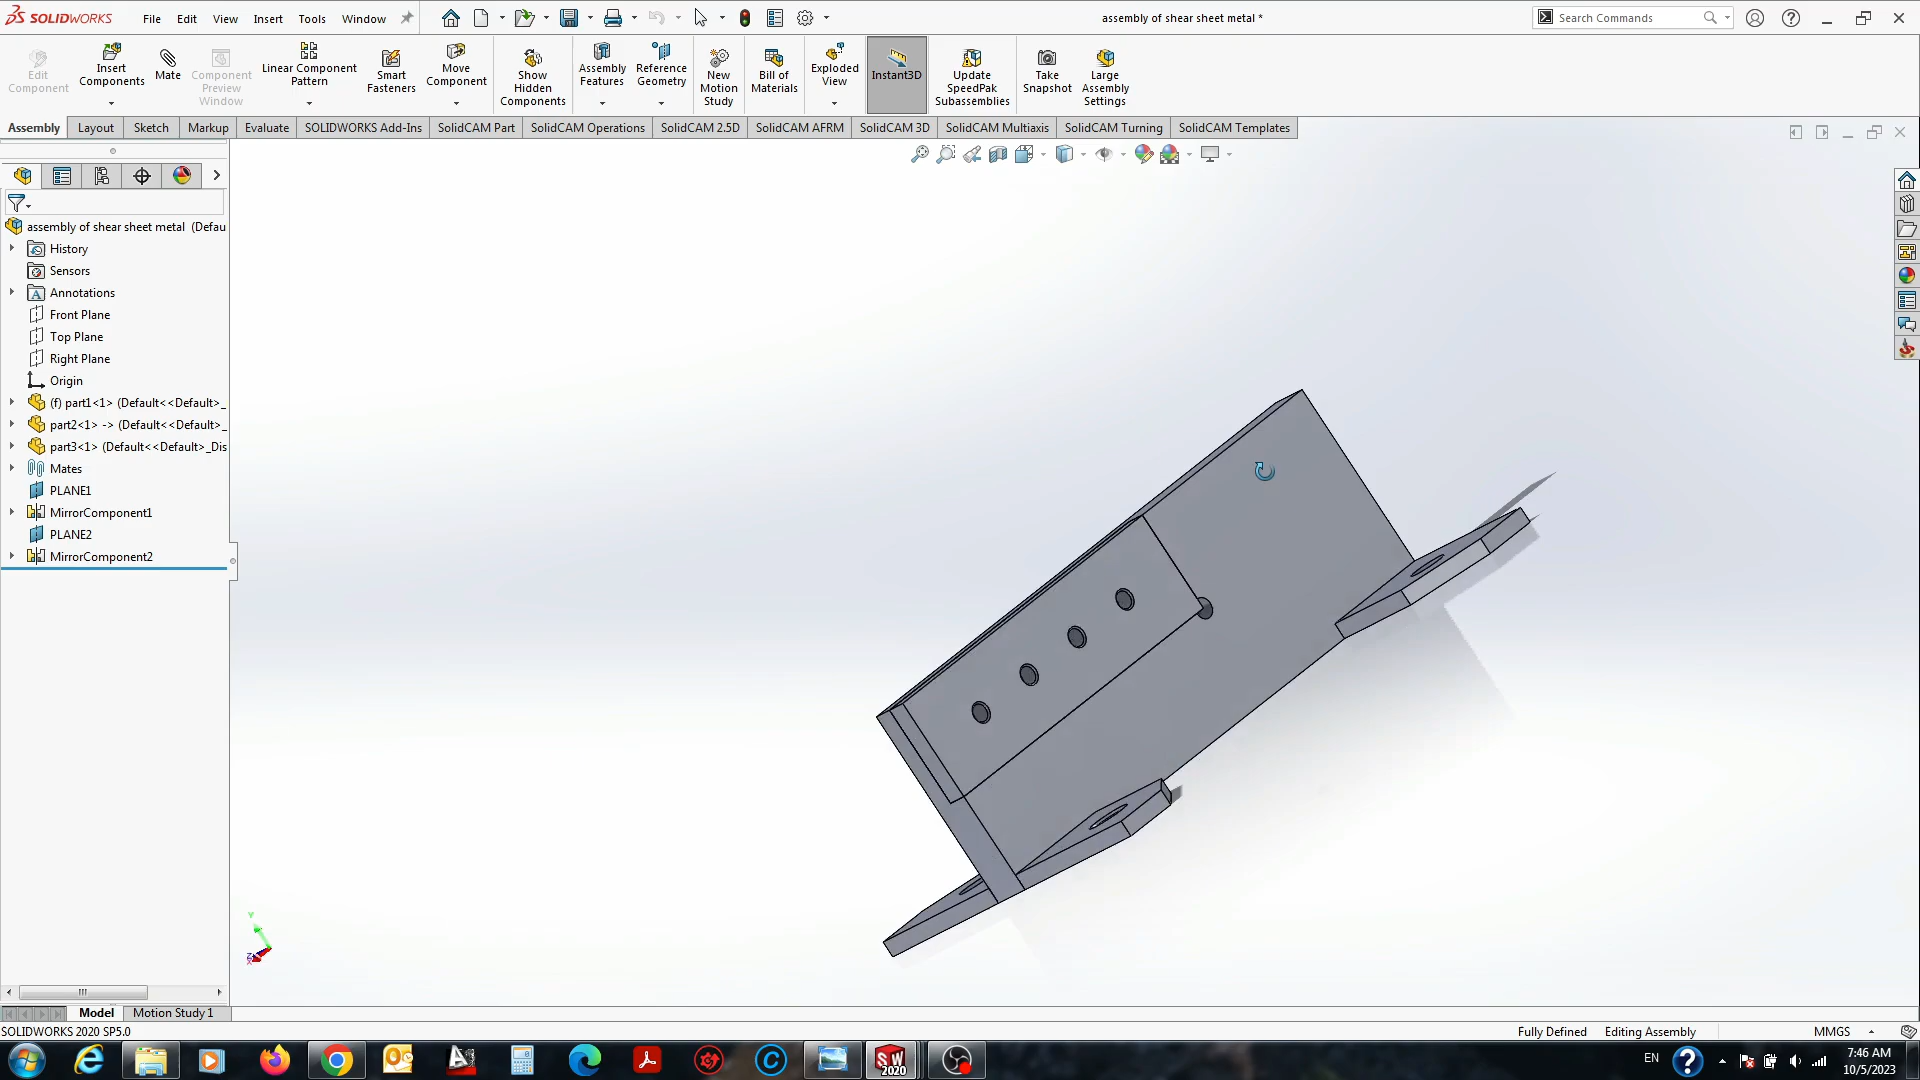 SOLIDWORKS File Edit View Insert Tools Window assembly of shear sheet metal * Search Commands
Edit Component
Insert Components
Mate
Component Preview Window
Linear Component Pattern
Smart Fasteners
Move Component
Show Hidden Components
Assembly Features
Reference Geometry
New Motion Study
Bill of Materials
Exploded View
Instant3D
Update SpeedPak Subassemblies
Take Snapshot
Large Assembly Settings
Assembly Layout Sketch Markup Evaluate SOLIDWORKS Add-Ins SolidCAM Part SolidCAM Operations SolidCAM 2.5D SolidCAM AFRM SolidCAM 3D SolidCAM Multiaxis SolidCAM Turning SolidCAM Templates
assembly of shear sheet metal (Defau
History
Sensors
Annotations
Front Plane
Top Plane
Right Plane
Origin
(f) part1<1> (Default<<Default>_
part2<1> -> (Default<<Default>_
part3<1> (Default<<Default>_Dis
Mates
PLANE1
MirrorComponent1
PLANE2
MirrorComponent2
Y
Z
Model Motion Study 1
SOLIDWORKS 2020 SP5.0 Fully Defined Editing Assembly MMGS
SW 2020
EN
7:46 AM
10/5/2023